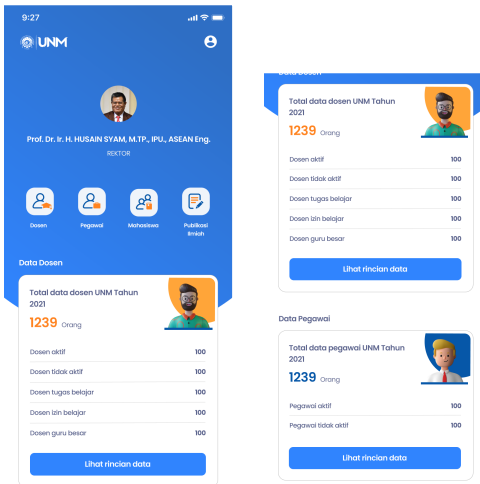 9:27
UNM
Prof. Dr. Ir. H. HUSAIN SYAM, M.TP., IPU., ASEAN Eng.
REKTOR
Dosen
Pegawai
Mahasiswa
Publikasi
Ilmiah
Data Dosen
Total data dosen UNM Tahun
2021
1239 Orang
Dosen aktif 100
Dosen tidak aktif 100
Dosen tugas belajar 100
Dosen izin belajar 100
Dosen guru besar 100
Lihat rincian data
Data Dosen
Total data dosen UNM Tahun
2021
1239 Orang
Dosen aktif 100
Dosen tidak aktif 100
Dosen tugas belajar 100
Dosen izin belajar 100
Dosen guru besar 100
Lihat rincian data
Data Pegawai
Total data pegawai UNM Tahun
2021
1239 Orang
Pegawai aktif 100
Pegawai tidak aktif 100
Lihat rincian data